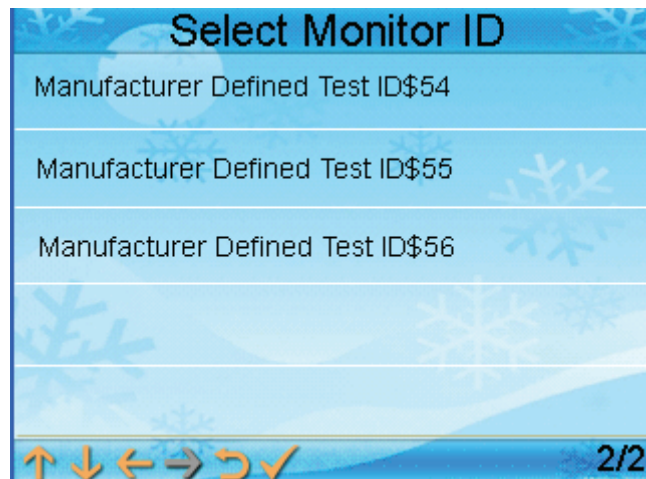 Select Monitor ID
Manufacturer Defined Test ID$54
Manufacturer Defined Test ID$55
Manufacturer Defined Test ID$56
2/2